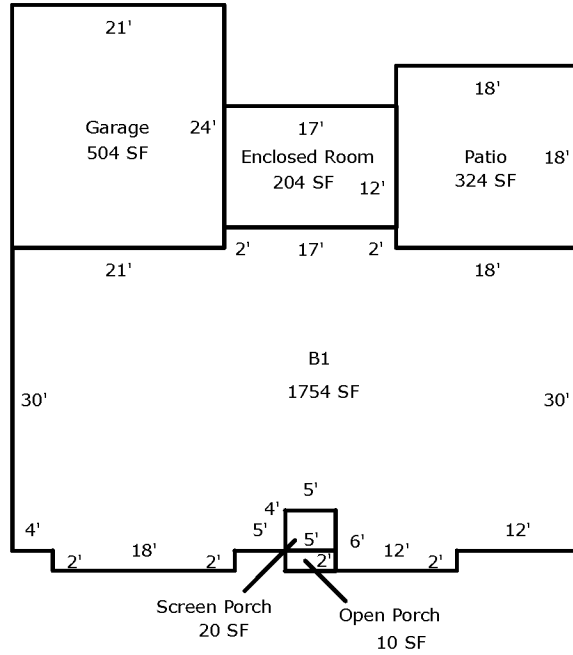 21'
18'
Garage
24'
17'
504 SF
Enclosed Room
Patio
18'
204 SF
12'
324 SF
2'
17'
2'
21'
18'
B1
1754 SF
30'
30'
5'
4'
4'
5'
5'
6'
12'
12'
2'
18'
2'
2'
2'
Screen Porch
20 SF
Open Porch
10 SF